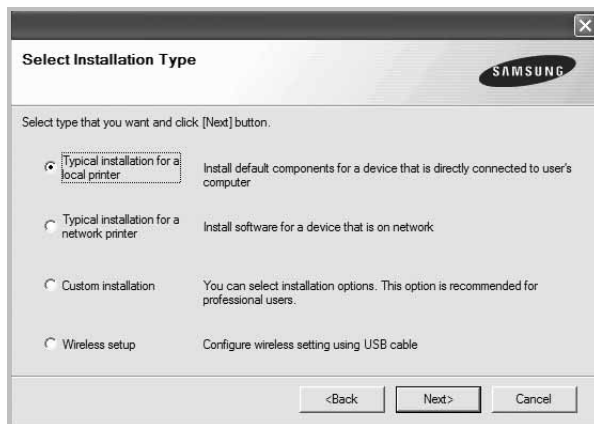 Select Installation Type
SAMSUNG
Select type that you want and click [Next] button.
Typical installation for a
local printer
Install default components for a device that is directly connected to user's
computer
Typical installation for a
network printer
Install software for a device that is on network
Custom installation
You can select installation options. This option is recommended for
professional users.
Wireless setup
Configure wireless setting using USB cable
<Back
Next>
Cancel